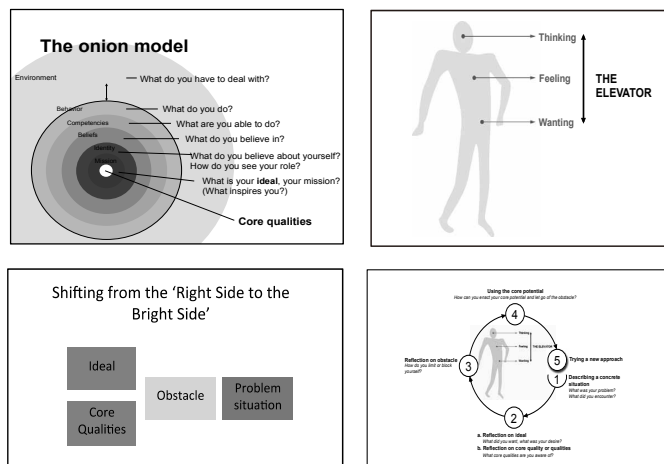 The onion model
Environment
What do you have to deal with?
Behavior
What do you do?
Competencies
What are you able to do?
Beliefs
What do you believe in?
Identity
What do you believe about yourself?
How do you see your role?
Mission
What is your ideal, your mission?
(What inspires you?)
Core qualities
Thinking
Feeling
Wanting
THE
ELEVATOR
Shifting from the ‘Right Side to the
Bright Side’
Ideal
Core
Qualities
Obstacle
Problem
situation
Using the core potential
How can you enact your core potential and let go of the obstacle?
4
Thinking
Feeling
THE ELEVATOR
Wanting
Reflection on obstacle
How do you limit or block
yourself?
3
5
Trying a new approach
1
Describing a concrete
situation
What was your problem?
What did you encounter?
2
a. Reflection on ideal
What did you want, what was your desire?
b. Reflection on core quality or qualities
What core qualities are you aware of?